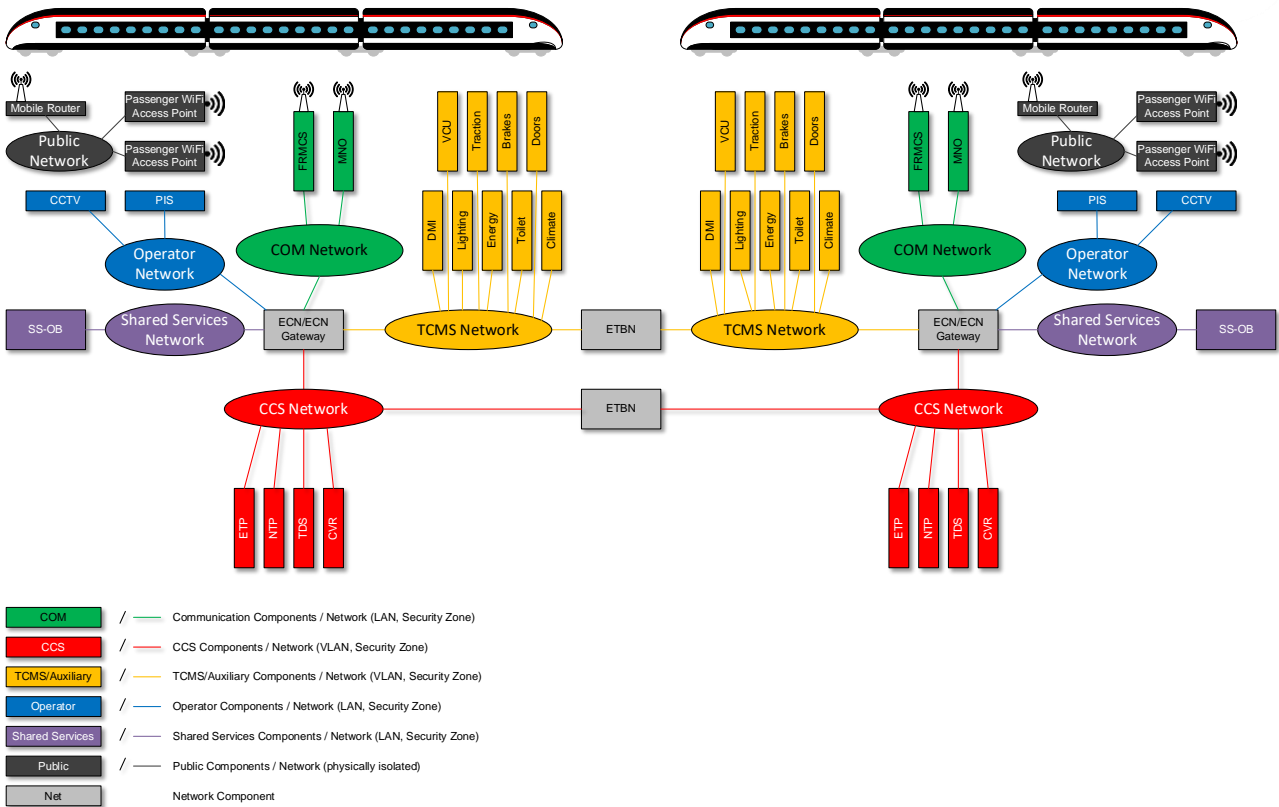 Mobile Router
Passenger WiFi
Access Point
Public
Network
Passenger WiFi
Access Point
CCTV
PIS
Operator
Network
FRMCS
MNO
COM Network
VCU
Traction
Brakes
Doors
DMI
Lighting
Energy
Toilet
Climate
SS-OB
Shared Services
Network
ECN/ECN
Gateway
TCMS Network
ETBN
CCS Network
ETBN
ETP
NTP
TDS
CVR
VCU
Traction
Brakes
Doors
DMI
Lighting
Energy
Toilet
Climate
FRMCS
MNO
COM Network
Mobile Router
Passenger WiFi
Access Point
Public
Network
Passenger WiFi
Access Point
PIS
CCTV
Operator
Network
TCMS Network
ECN/ECN
Gateway
Shared Services
Network
SS-OB
CCS Network
ETP
NTP
TDS
CVR
COM / Communication Components / Network (LAN, Security Zone)
CCS / CCS Components / Network (VLAN, Security Zone)
TCMS/Auxiliary / TCMS/Auxiliary Components / Network (VLAN, Security Zone)
Operator / Operator Components / Network (LAN, Security Zone)
Shared Services / Shared Services Components / Network (LAN, Security Zone)
Public / Public Components / Network (physically isolated)
Net Network Component